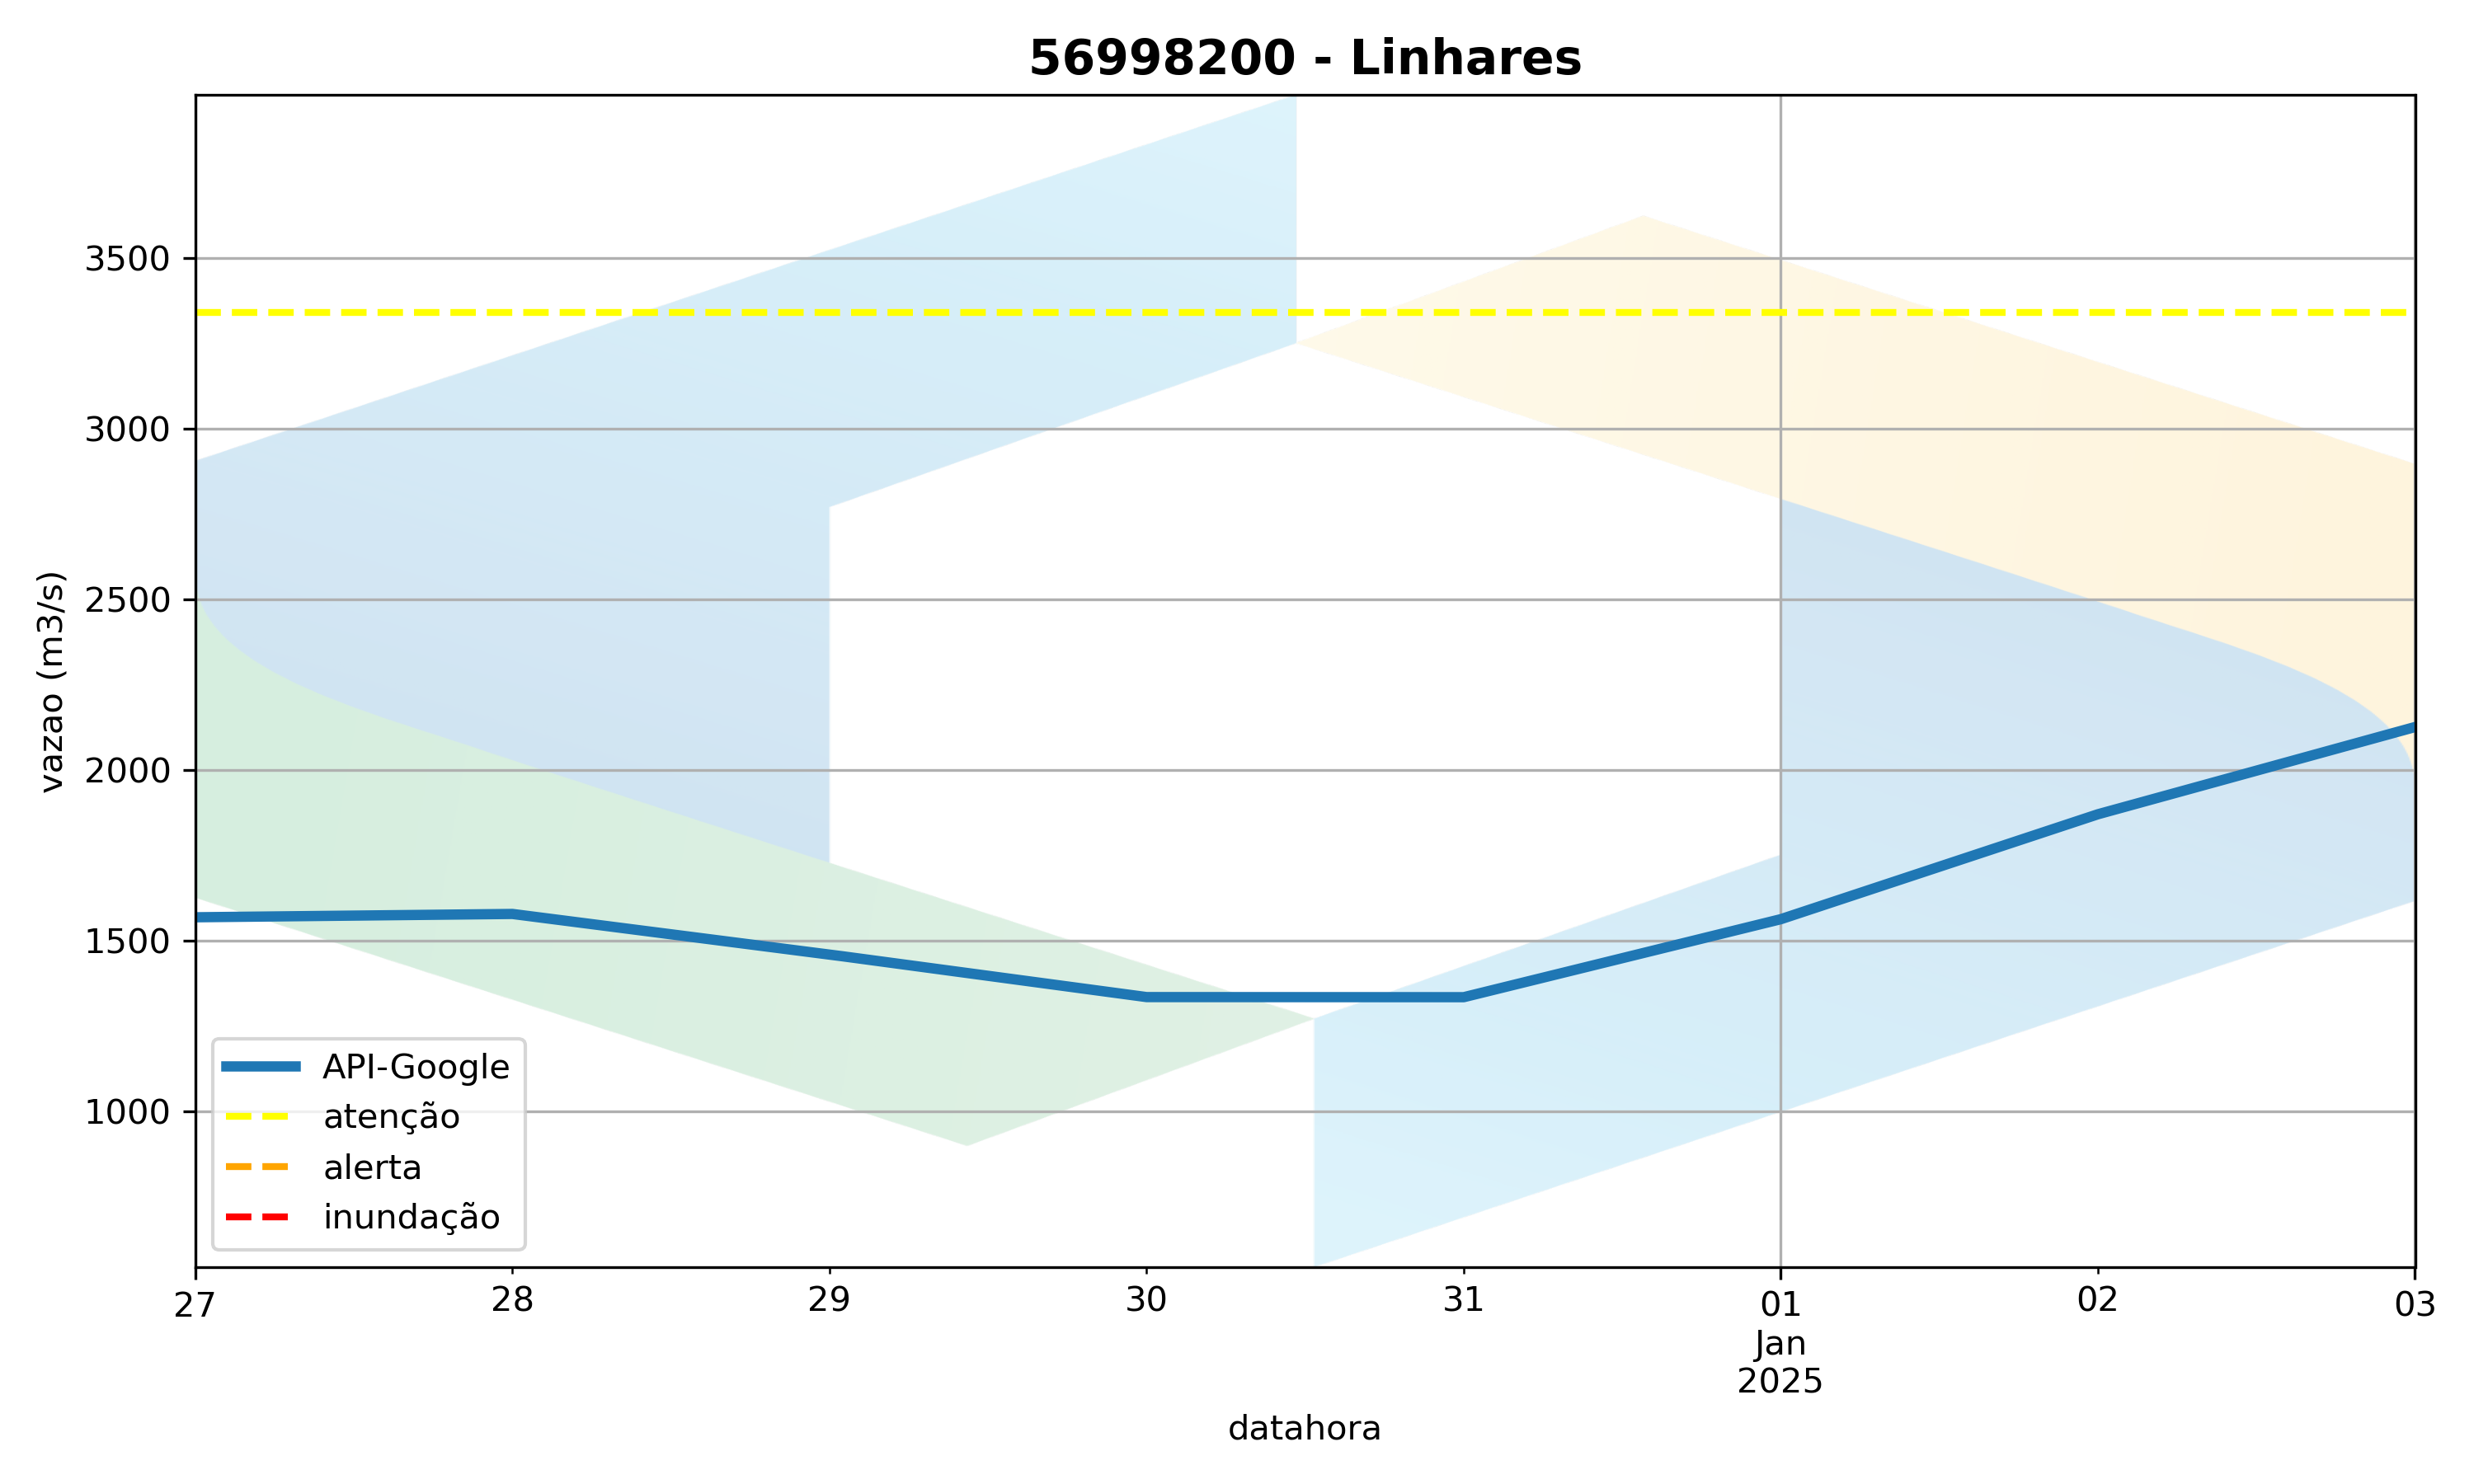 56998200 - Linhares
vazao (m3/s)
3500
3000
2500
2000
1500
1000
API-Google
atenção
alerta
inundação
27 28 29 30 31 01 02 03
Jan
2025
datahora